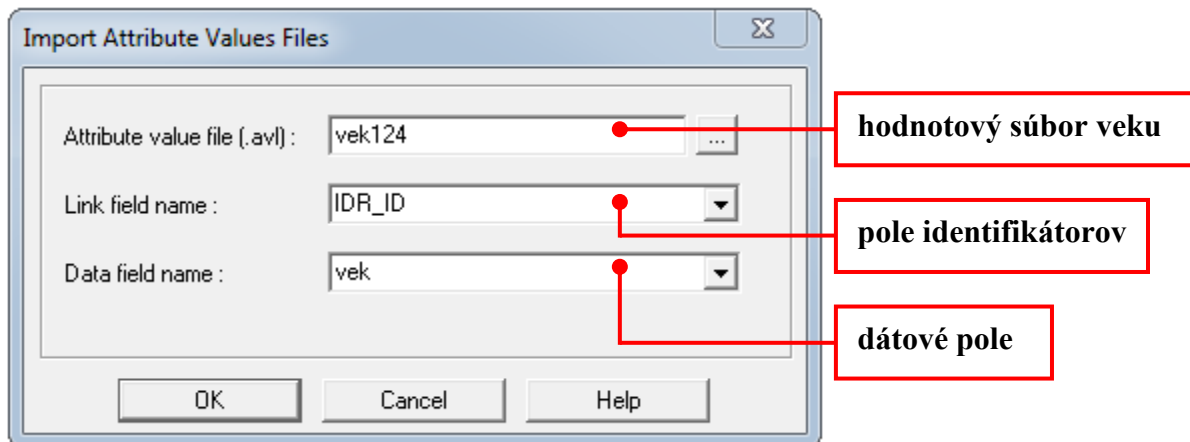 Import Attribute Values Files
Attribute value file (.avl) :
vek124
...
hodnotový súbor veku
Link field name :
IDR_ID
pole identifikátorov
Data field name :
vek
dátové pole
OK
Cancel
Help